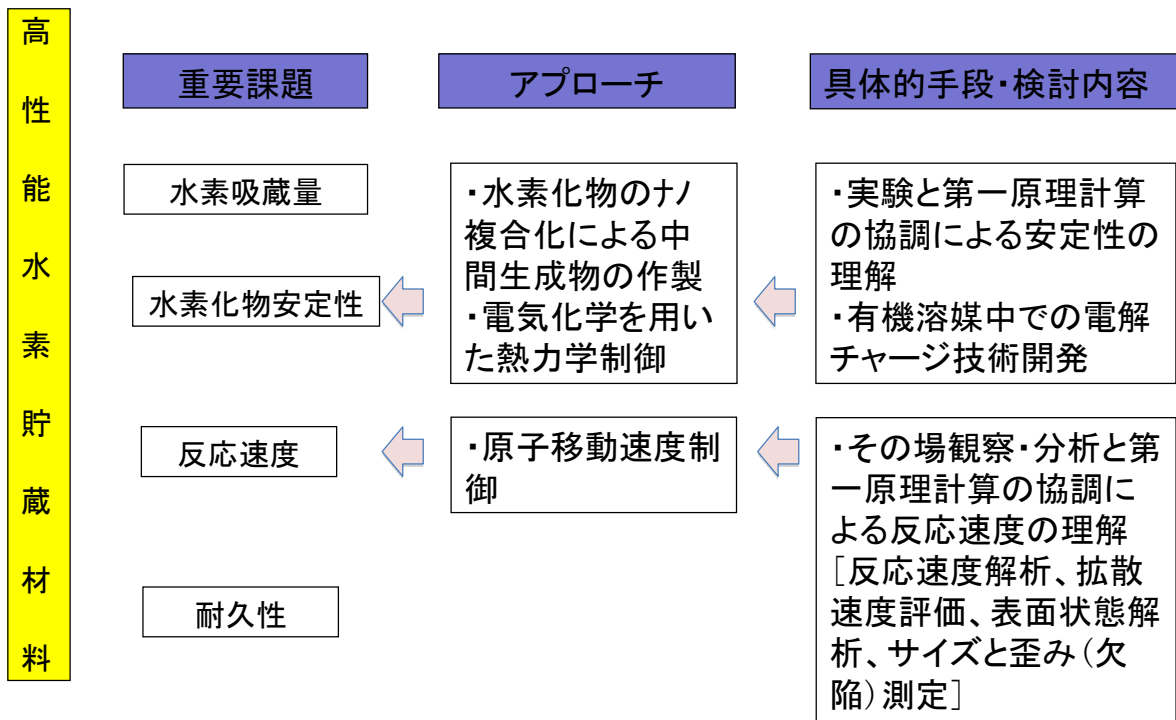 高性能水素貯蔵材料
重要課題
アプローチ
具体的手段・検討内容
水素吸蔵量
水素化物安定性
・水素化物のナノ
複合化による中
間生成物の作製
・電気化学を用い
た熱力学制御
・実験と第一原理計算
の協調による安定性の
理解
・有機溶媒中での電解
チャージ技術開発
反応速度
・原子移動速度制
御
・その場観察・分析と第
一原理計算の協調に
よる反応速度の理解
［反応速度解析、拡散
速度評価、表面状態解
析、サイズと歪み（欠
陥）測定］
耐久性